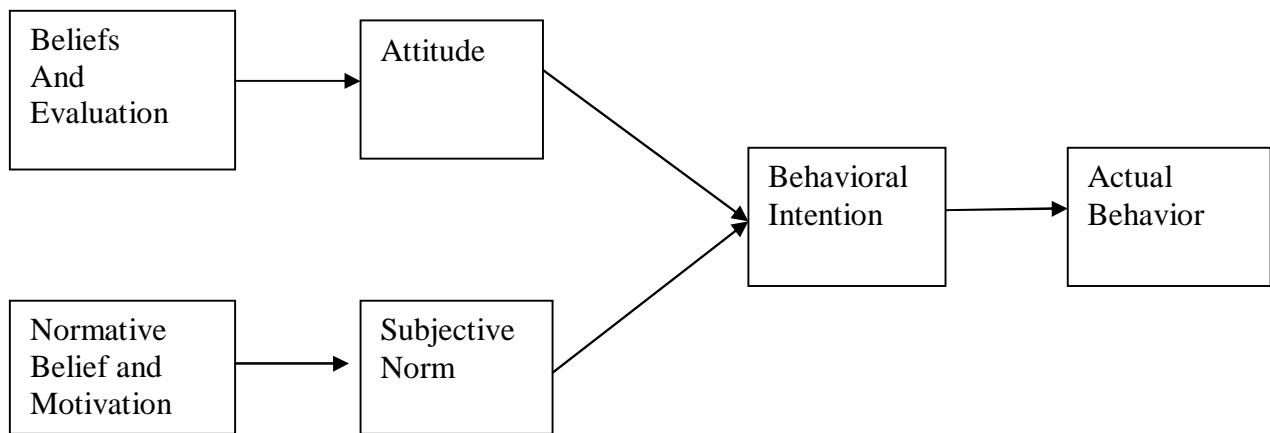 Beliefs
And
Evaluation
Attitude
Behavioral
Intention
Actual
Behavior
Normative
Belief and
Motivation
Subjective
Norm